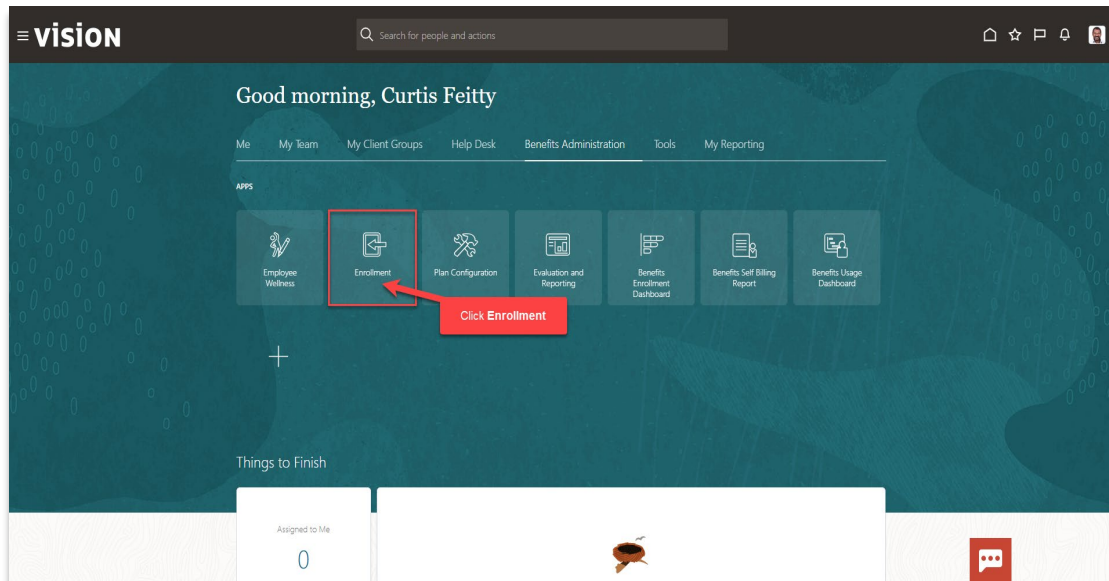 vision
Search for people and actions
Good morning, Curtis Feitty
Me My Team My Client Groups Help Desk Benefits Administration Tools My Reporting
APPS
Employee Wellness
Enrollment
Plan Configuration
Evaluation and Reporting
Benefits Enrollment Dashboard
Benefits Self Billing Report
Benefits Usage Dashboard
Click Enrollment
Things to Finish
Assigned to Me
0